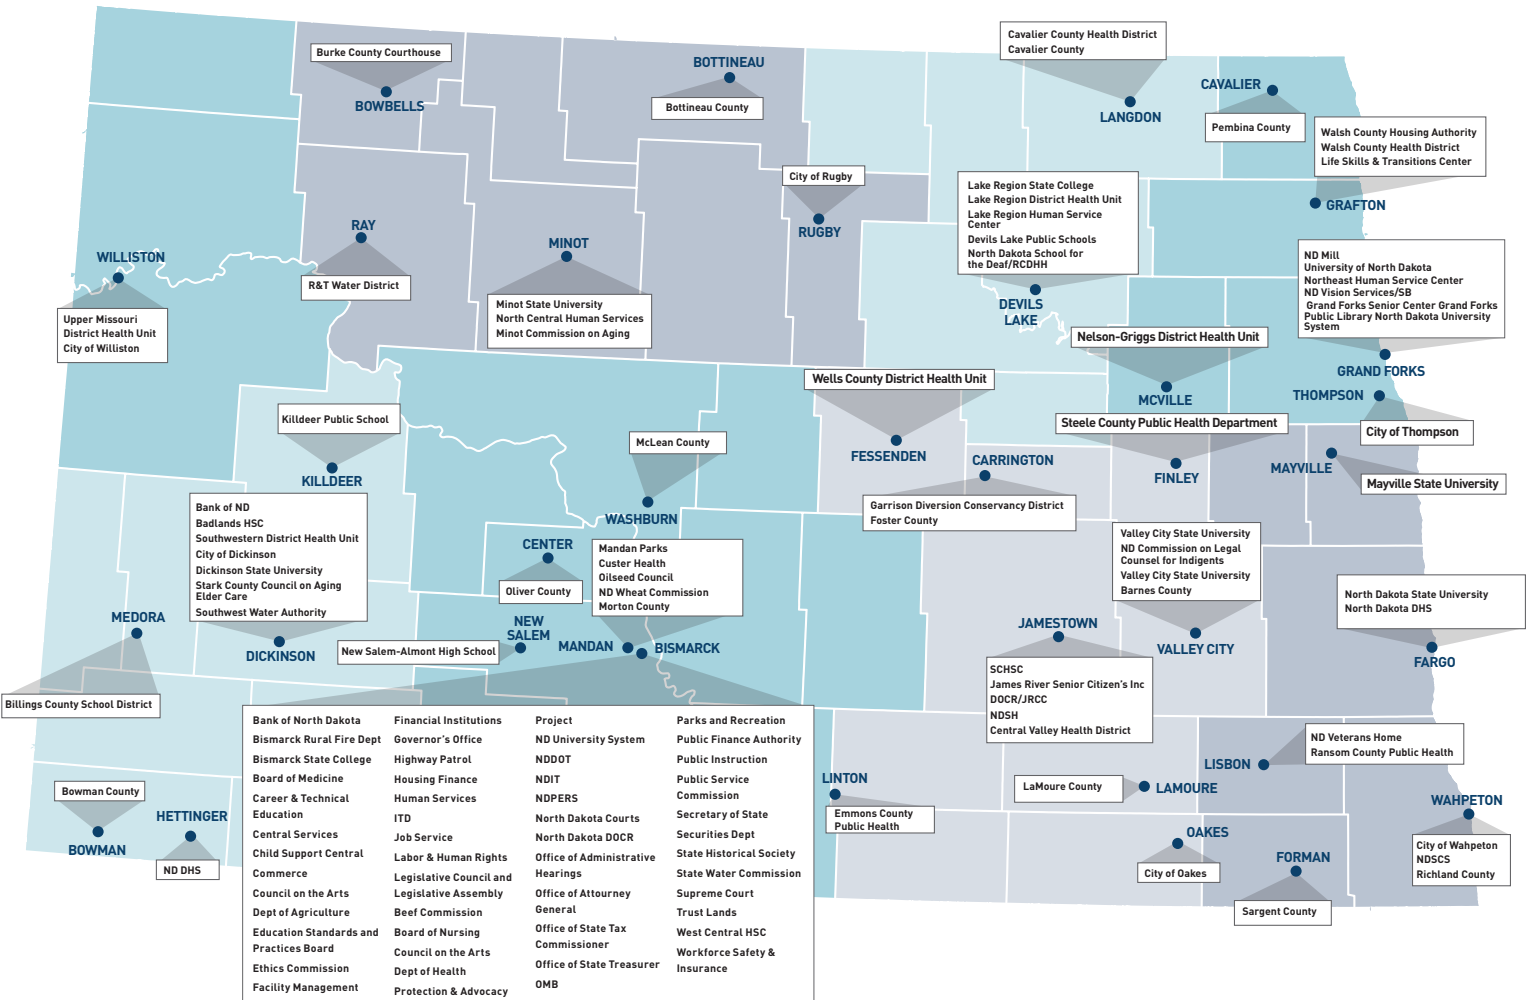 Burke County Courthouse
BOWBELLS
BOTTINEAU
Bottineau County
Cavalier County Health District
Cavalier County
LANGDON
CAVALIER
Pembina County
Walsh County Housing Authority
Walsh County Health District
Life Skills & Transitions Center
GRAFTON
City of Rugby
RUGBY
Lake Region State College
Lake Region District Health Unit
Lake Region Human Service
Center
Devils Lake Public Schools
North Dakota School for
the Deaf/RCDHH
DEVILS
LAKE
RAY
R&T Water District
MINOT
Minot State University
North Central Human Services
Minot Commission on Aging
WILLISTON
Upper Missouri
District Health Unit
City of Williston
ND Mill
University of North Dakota
Northeast Human Service Center
ND Vision Services/SB
Grand Forks Senior Center Grand Forks
Public Library North Dakota University
System
GRAND FORKS
Nelson-Griggs District Health Unit
MCVILLE
THOMPSON
City of Thompson
Wells County District Health Unit
FESSENDEN
Steele County Public Health Department
FINLEY
MAYVILLE
Mayville State University
Killdeer Public School
KILLDEER
McLean County
WASHBURN
CARRINGTON
Garrison Diversion Conservancy District
Foster County
Bank of ND
Badlands HSC
Southwestern District Health Unit
City of Dickinson
Dickinson State University
Stark County Council on Aging
Elder Care
Southwest Water Authority
DICKINSON
CENTER
Oliver County
Mandan Parks
Custer Health
Oilseed Council
ND Wheat Commission
Morton County
MANDAN
BISMARCK
NEW
SALEM
New Salem-Almont High School
Valley City State University
ND Commission on Legal
Counsel for Indigents
Valley City State University
Barnes County
VALLEY CITY
North Dakota State University
North Dakota DHS
FARGO
MEDORA
Billings County School District
JAMESTOWN
SCHSC
James River Senior Citizen's Inc
DOCR/JRCC
NDSH
Central Valley Health District
Bank of North Dakota
Bismarck Rural Fire Dept
Bismarck State College
Board of Medicine
Career & Technical
Education
Central Services
Child Support Central
Commerce
Council on the Arts
Dept of Agriculture
Education Standards and
Practices Board
Ethics Commission
Facility Management
Financial Institutions
Governor's Office
Highway Patrol
Housing Finance
Human Services
ITD
Job Service
Labor & Human Rights
Legislative Council and
Legislative Assembly
Beef Commission
Board of Nursing
Council on the Arts
Dept of Health
Protection & Advocacy
Project
ND University System
NDDOT
NDIT
NDPERS
North Dakota Courts
North Dakota DOCR
Office of Administrative
Hearings
Office of Attourney
General
Office of State Tax
Commissioner
Office of State Treasurer
OMB
Parks and Recreation
Public Finance Authority
Public Instruction
Public Service
Commission
Secretary of State
Securities Dept
State Historical Society
State Water Commission
Supreme Court
Trust Lands
West Central HSC
Workforce Safety &
Insurance
Bowman County
BOWMAN
HETTINGER
ND DHS
LINTON
Emmons County
Public Health
LaMoure County
LAMOURE
LISBON
ND Veterans Home
Ransom County Public Health
WAHPETON
City of Wahpeton
NDSCS
Richland County
OAKES
City of Oakes
FORMAN
Sargent County